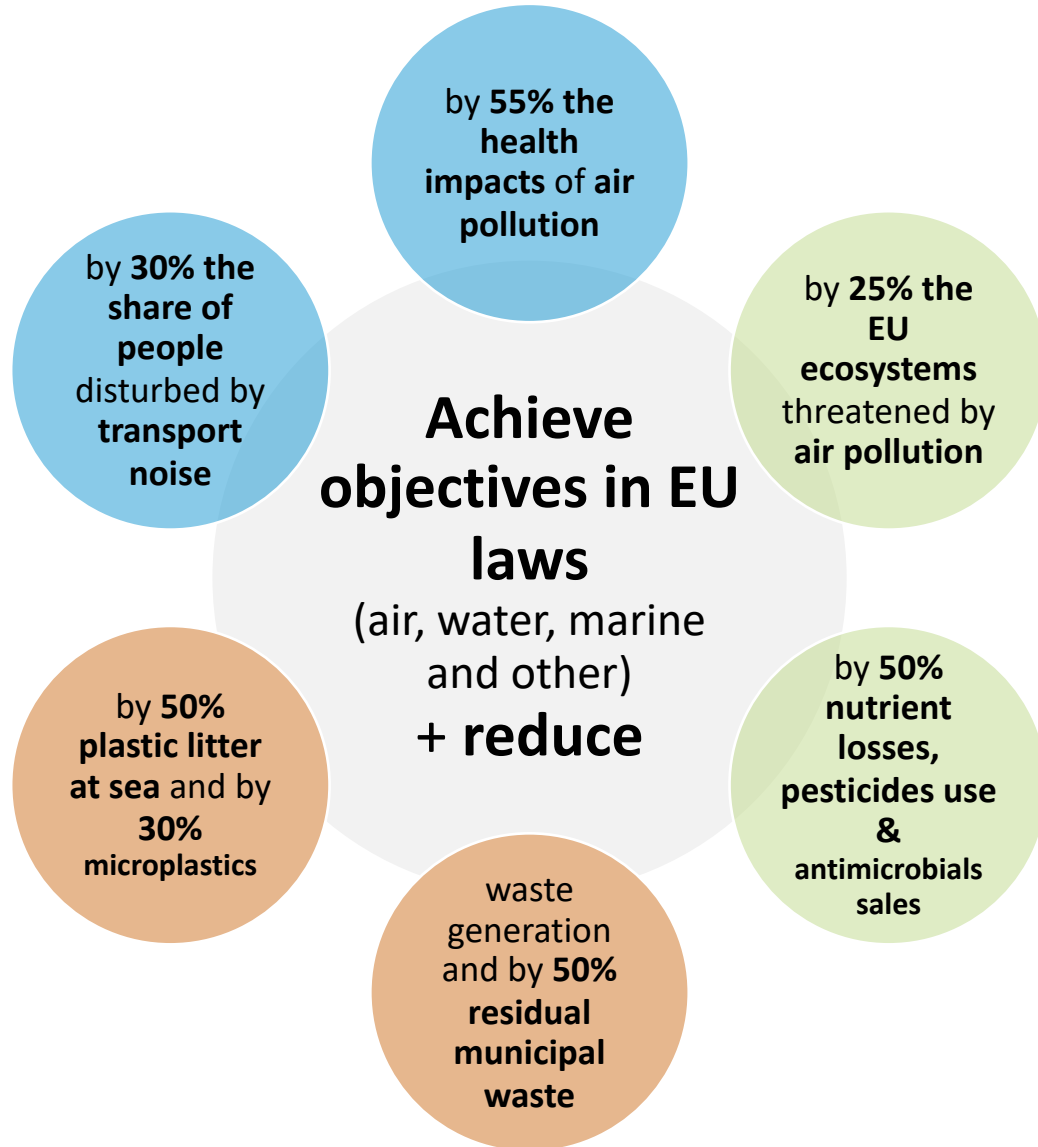 by 55% the
health
impacts of air
pollution
by 25% the
EU
ecosystems
threatened by
air pollution
by 50%
nutrient
losses,
pesticides use
&
antimicrobials
sales
waste
generation
and by 50%
residual
municipal
waste
by 50%
plastic litter
at sea and by
30%
microplastics
by 30% the
share of
people
disturbed by
transport
noise
Achieve
objectives in EU
laws
(air, water, marine
and other)
+ reduce